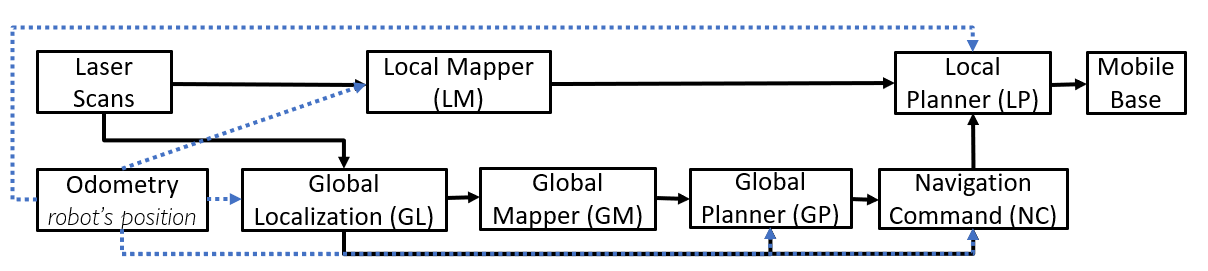 Laser
Scans
Local Mapper
(LM)
Local
Planner (LP)
Mobile
Base
Odometry
robot's position
Global
Localization (GL)
Global
Mapper (GM)
Global
Planner (GP)
Navigation
Command (NC)